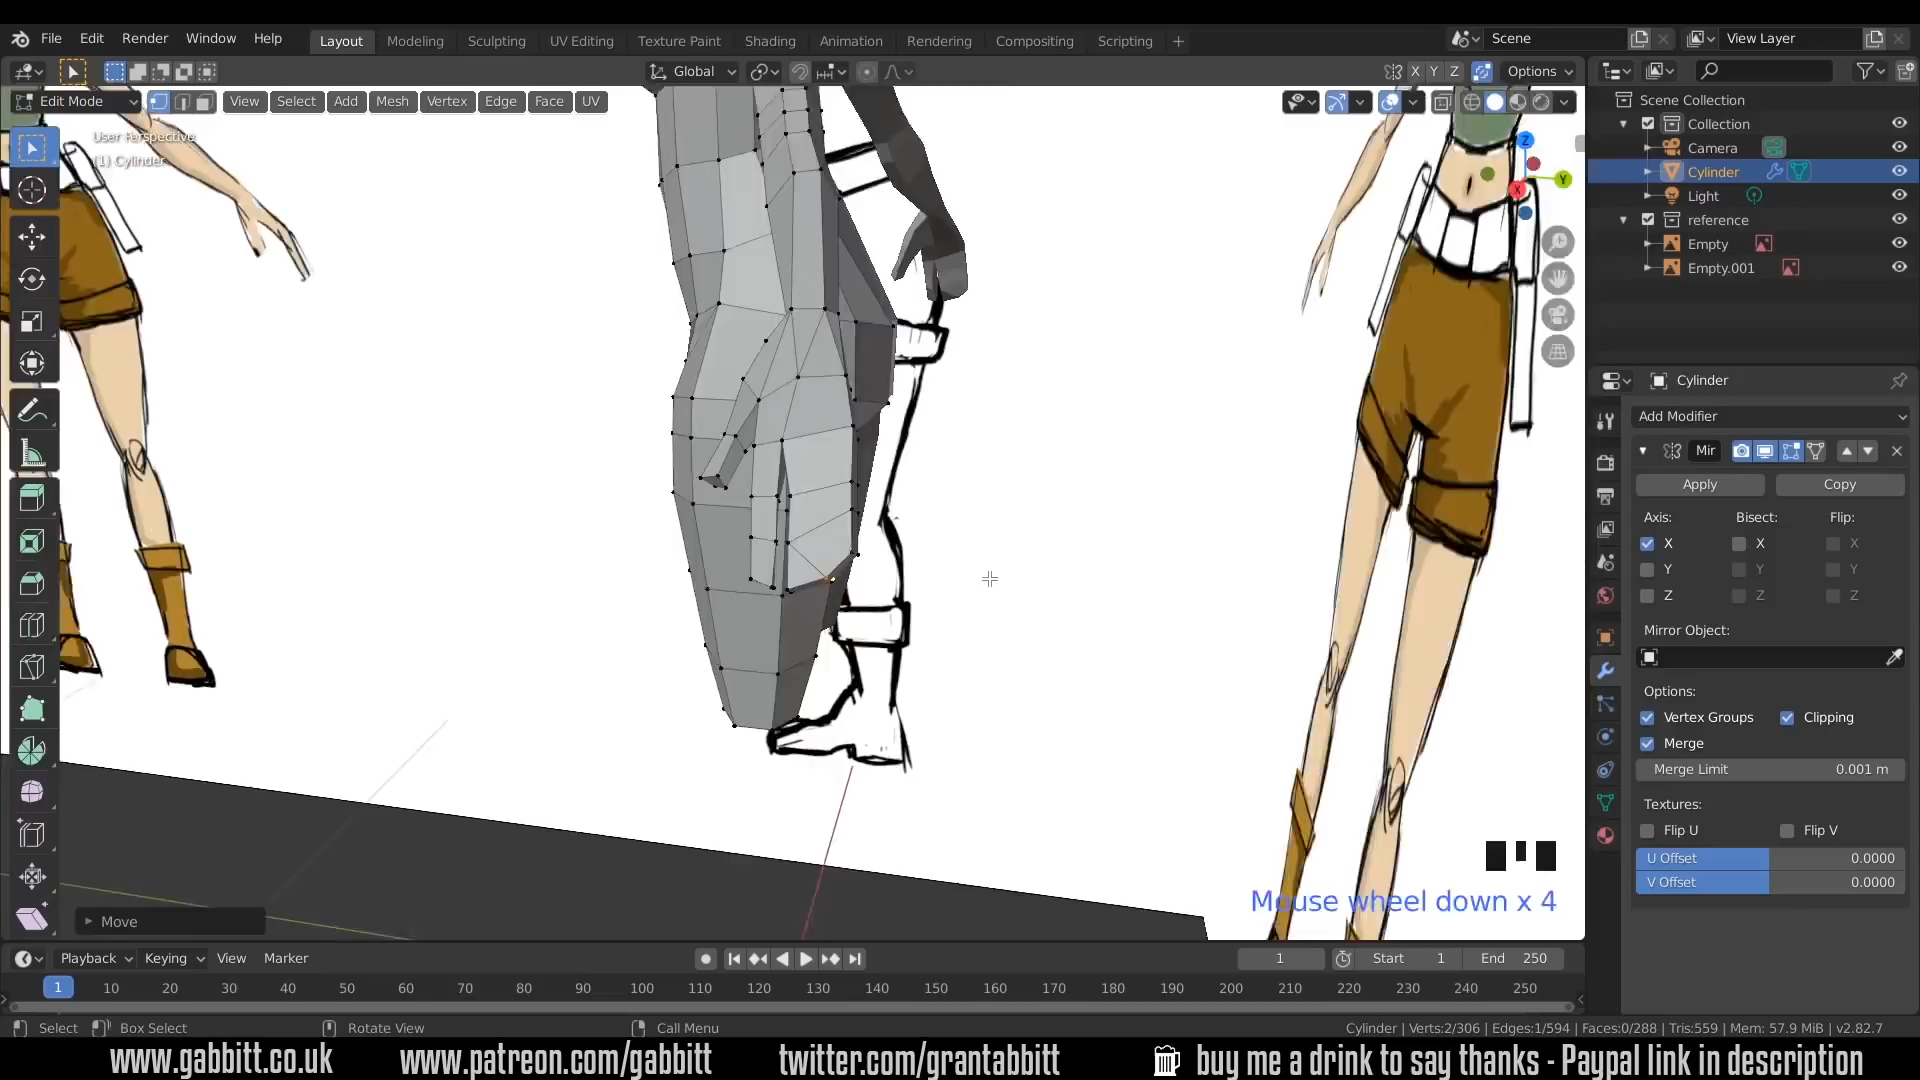 File Edit Render Window Help Layout Modeling Sculpting UV Editing Texture Paint Shading Animation Rendering Compositing Scripting + Scene View Layer
Global X Y Z Options
Edit Mode View Select Add Mesh Vertex Edge Face UV
User Perspective
(1) Cylinder
Z
Y
X
Scene Collection
Collection
Camera
Cylinder
Light
reference
Empty
Empty.001
Cylinder
Add Modifier
Mir
Apply Copy
Axis: Bisect: Flip:
X X X
Y Y Y
Z Z Z
Mirror Object:
Options:
Vertex Groups Clipping
Merge
Merge Limit 0.001 m
Textures:
Flip U Flip V
U Offset 0.0000
V Offset 0.0000
Mouse wheel down x 4
Move
Playback Keying View Marker 1 Start 1 End 250
1 10 20 30 40 50 60 70 80 90 100 110 120 130 140 150 160 170 180 190 200 210 220 230 240 250
Select Box Select Rotate View Call Menu Cylinder | Verts:2/306 | Edges:1/594 | Faces:0/288 | Tris:559 | Mem: 57.9 MiB | v2.82.7
www.gabbitt.co.uk www.patreon.com/gabbitt twitter.com/grantabbitt buy me a drink to say thanks - Paypal link in description